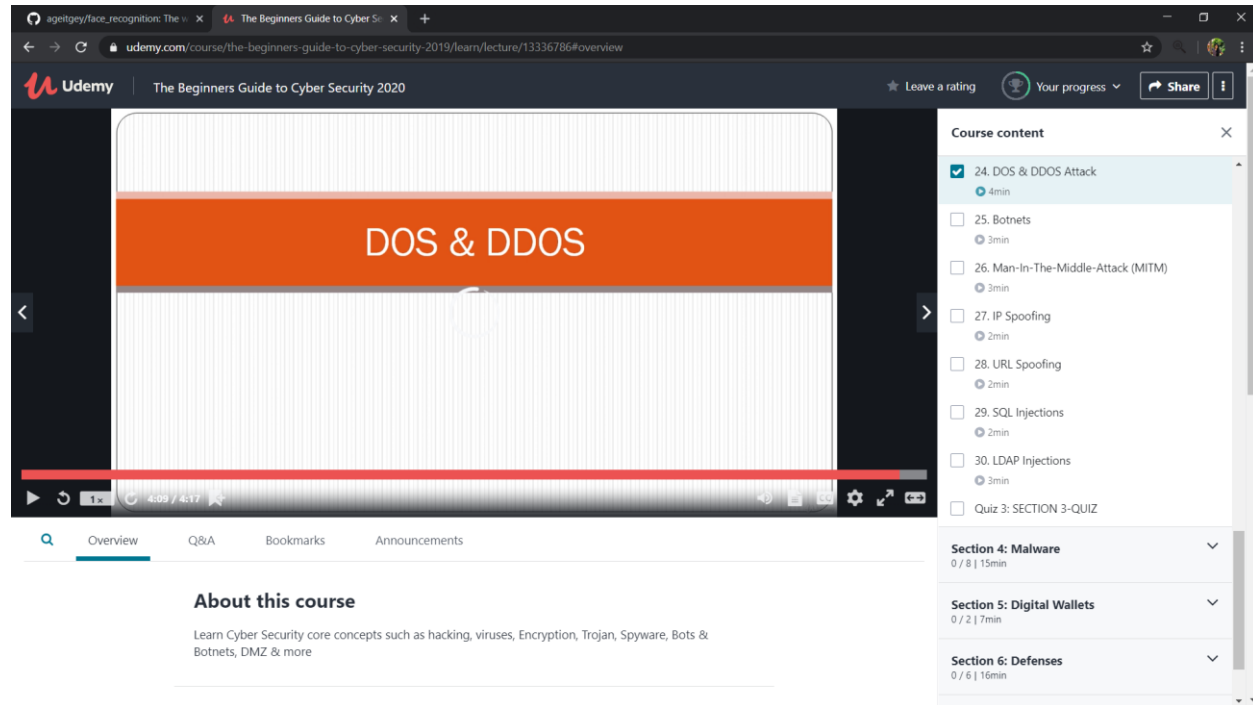 ageitgey/face_recognition: The w
The Beginners Guide to Cyber Se
udemy.com/course/the-beginners-guide-to-cyber-security-2019/learn/lecture/13336786#overview
Udemy
The Beginners Guide to Cyber Security 2020
Leave a rating
Your progress
Share
DOS & DDOS
1x
4:09 / 4:17
CC
Course content
24. DOS & DDOS Attack
4min
25. Botnets
3min
26. Man-In-The-Middle-Attack (MITM)
3min
27. IP Spoofing
2min
28. URL Spoofing
2min
29. SQL Injections
2min
30. LDAP Injections
3min
Quiz 3: SECTION 3-QUIZ
Section 4: Malware
0 / 8 | 15min
Section 5: Digital Wallets
0 / 2 | 7min
Section 6: Defenses
0 / 6 | 16min
Overview
Q&A
Bookmarks
Announcements
About this course
Learn Cyber Security core concepts such as hacking, viruses, Encryption, Trojan, Spyware, Bots &
Botnets, DMZ & more